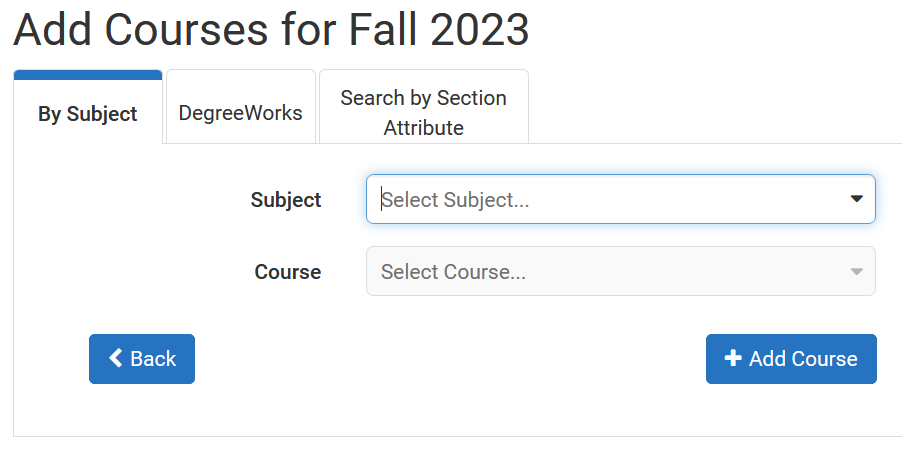 Add Courses for Fall 2023
By Subject
DegreeWorks
Search by Section
Attribute
Subject
Select Subject...
Course
Select Course...
Back
Add Course